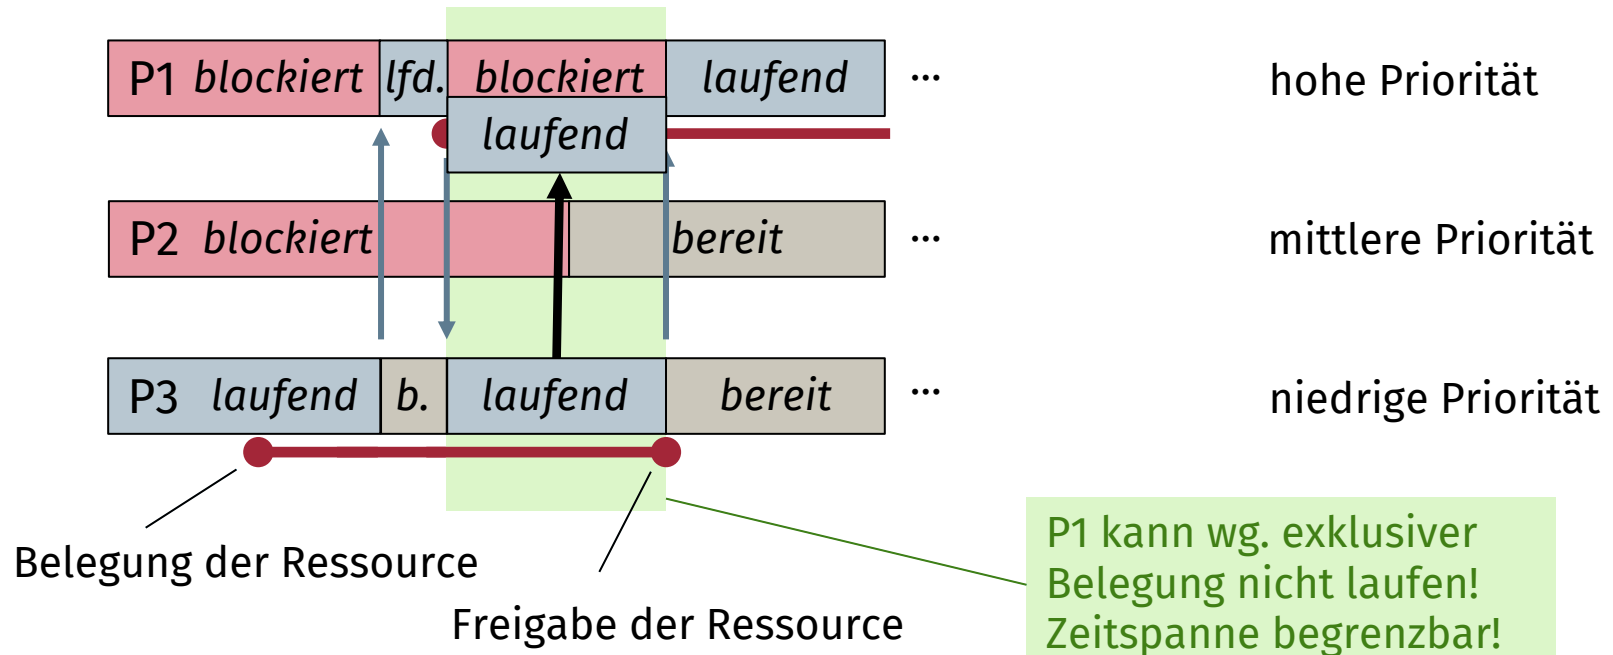 P1 blockiert lfd. blockiert laufend ... hohe Priorität
laufend
P2 blockiert bereit ... mittlere Priorität
P3 laufend b. laufend bereit ... niedrige Priorität
Belegung der Ressource
Freigabe der Ressource
P1 kann wg. exklusiver
Belegung nicht laufen!
Zeitspanne begrenzbar!